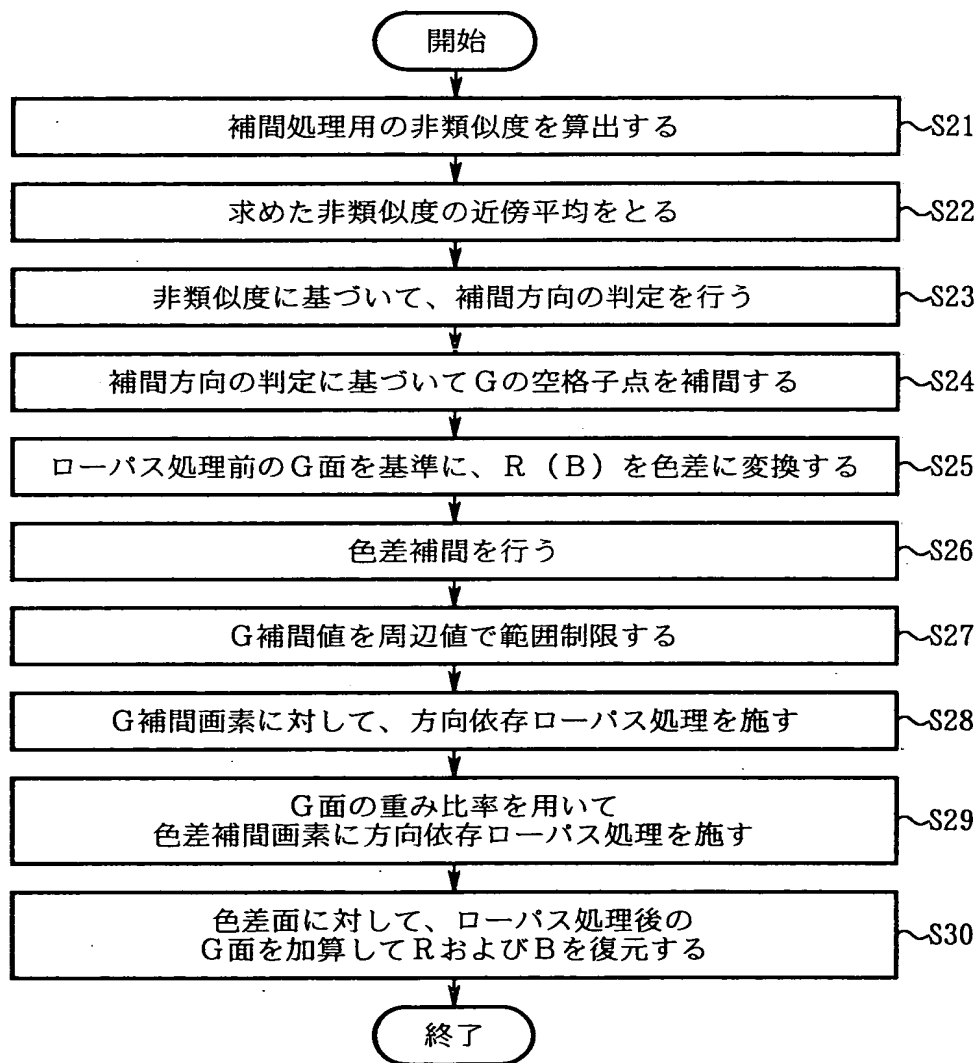 開始
補間処理用の非類似度を算出する
S21
求めた非類似度の近傍平均をとる
S22
非類似度に基づいて、補間方向の判定を行う
S23
補間方向の判定に基づいてGの空格子点を補間する
S24
ローパス処理前のG面を基準に、R(B)を色差に変換する
S25
色差補間を行う
S26
G補間値を周辺値で範囲制限する
S27
G補間画素に対して、方向依存ローパス処理を施す
S28
G面の重み比率を用いて
色差補間画素に方向依存ローパス処理を施す
S29
色差面に対して、ローパス処理後の
G面を加算してRおよびBを復元する
S30
終了